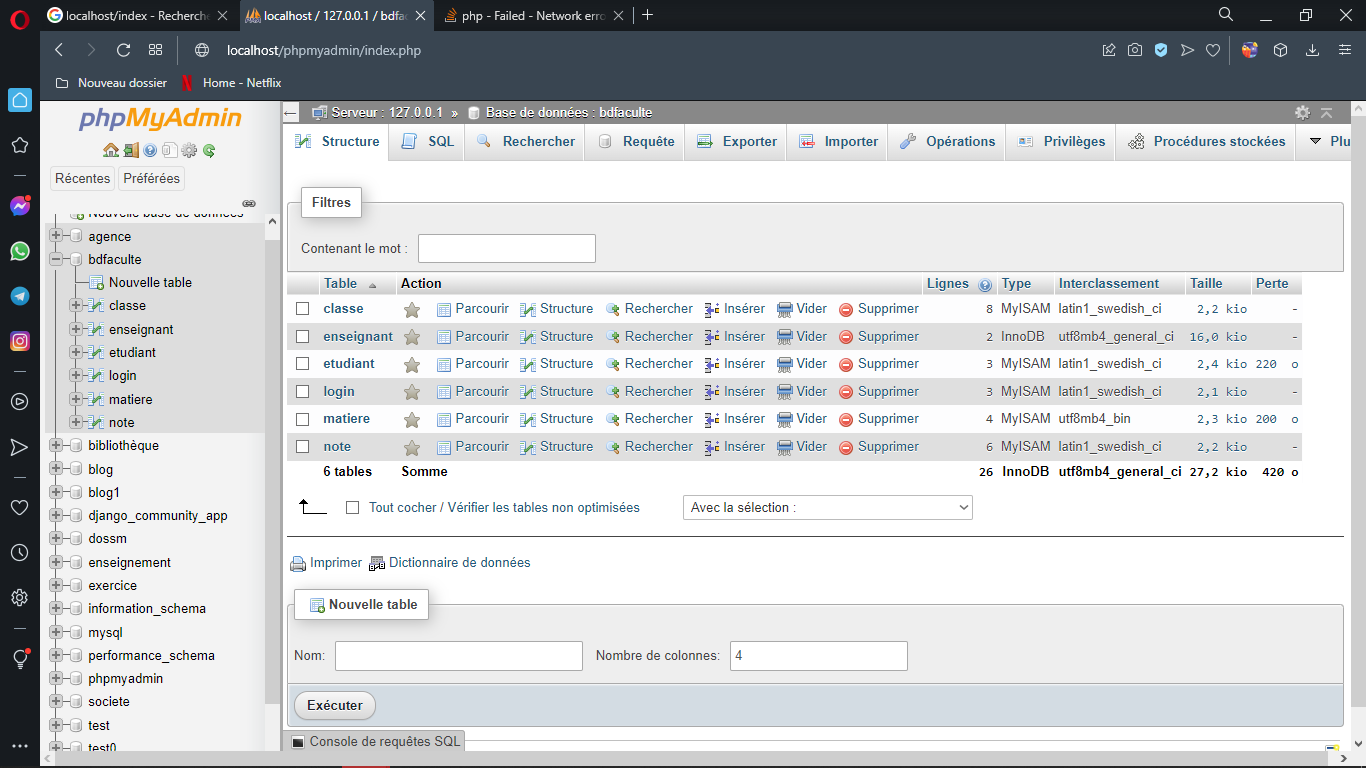 localhost/index - Recherche
localhost / 127.0.0.1 / bdfa
php - Failed - Network erro
localhost/phpmyadmin/index.php
Nouveau dossier
Home - Netflix
phpMyAdmin
Récentes
Préférées
Nouvelle base de données
agence
bdfaculte
Nouvelle table
classe
enseignant
etudiant
login
matiere
note
bibliothèque
blog
blog1
django_community_app
dossm
enseignement
exercice
information_schema
mysql
performance_schema
phpmyadmin
societe
test
test0
Serveur : 127.0.0.1 » Base de données : bdfaculte
Structure SQL Rechercher Requête Exporter Importer Opérations Privilèges Procédures stockées Plu
Filtres
Contenant le mot :
Table Action Lignes Type Interclassement Taille Perte
classe Parcourir Structure Rechercher Insérer Vider Supprimer 8 MyISAM latin1_swedish_ci 2,2 kio -
enseignant Parcourir Structure Rechercher Insérer Vider Supprimer 2 InnoDB utf8mb4_general_ci 16,0 kio -
etudiant Parcourir Structure Rechercher Insérer Vider Supprimer 3 MyISAM latin1_swedish_ci 2,4 kio 220 o
login Parcourir Structure Rechercher Insérer Vider Supprimer 3 MyISAM latin1_swedish_ci 2,1 kio -
matiere Parcourir Structure Rechercher Insérer Vider Supprimer 4 MyISAM utf8mb4_bin 2,3 kio 200 o
note Parcourir Structure Rechercher Insérer Vider Supprimer 6 MyISAM latin1_swedish_ci 2,2 kio -
6 tables Somme 26 InnoDB utf8mb4_general_ci 27,2 kio 420 o
Tout cocher / Vérifier les tables non optimisées
Avec la sélection :
Imprimer Dictionnaire de données
Nouvelle table
Nom:
Nombre de colonnes: 4
Exécuter
Console de requêtes SQL